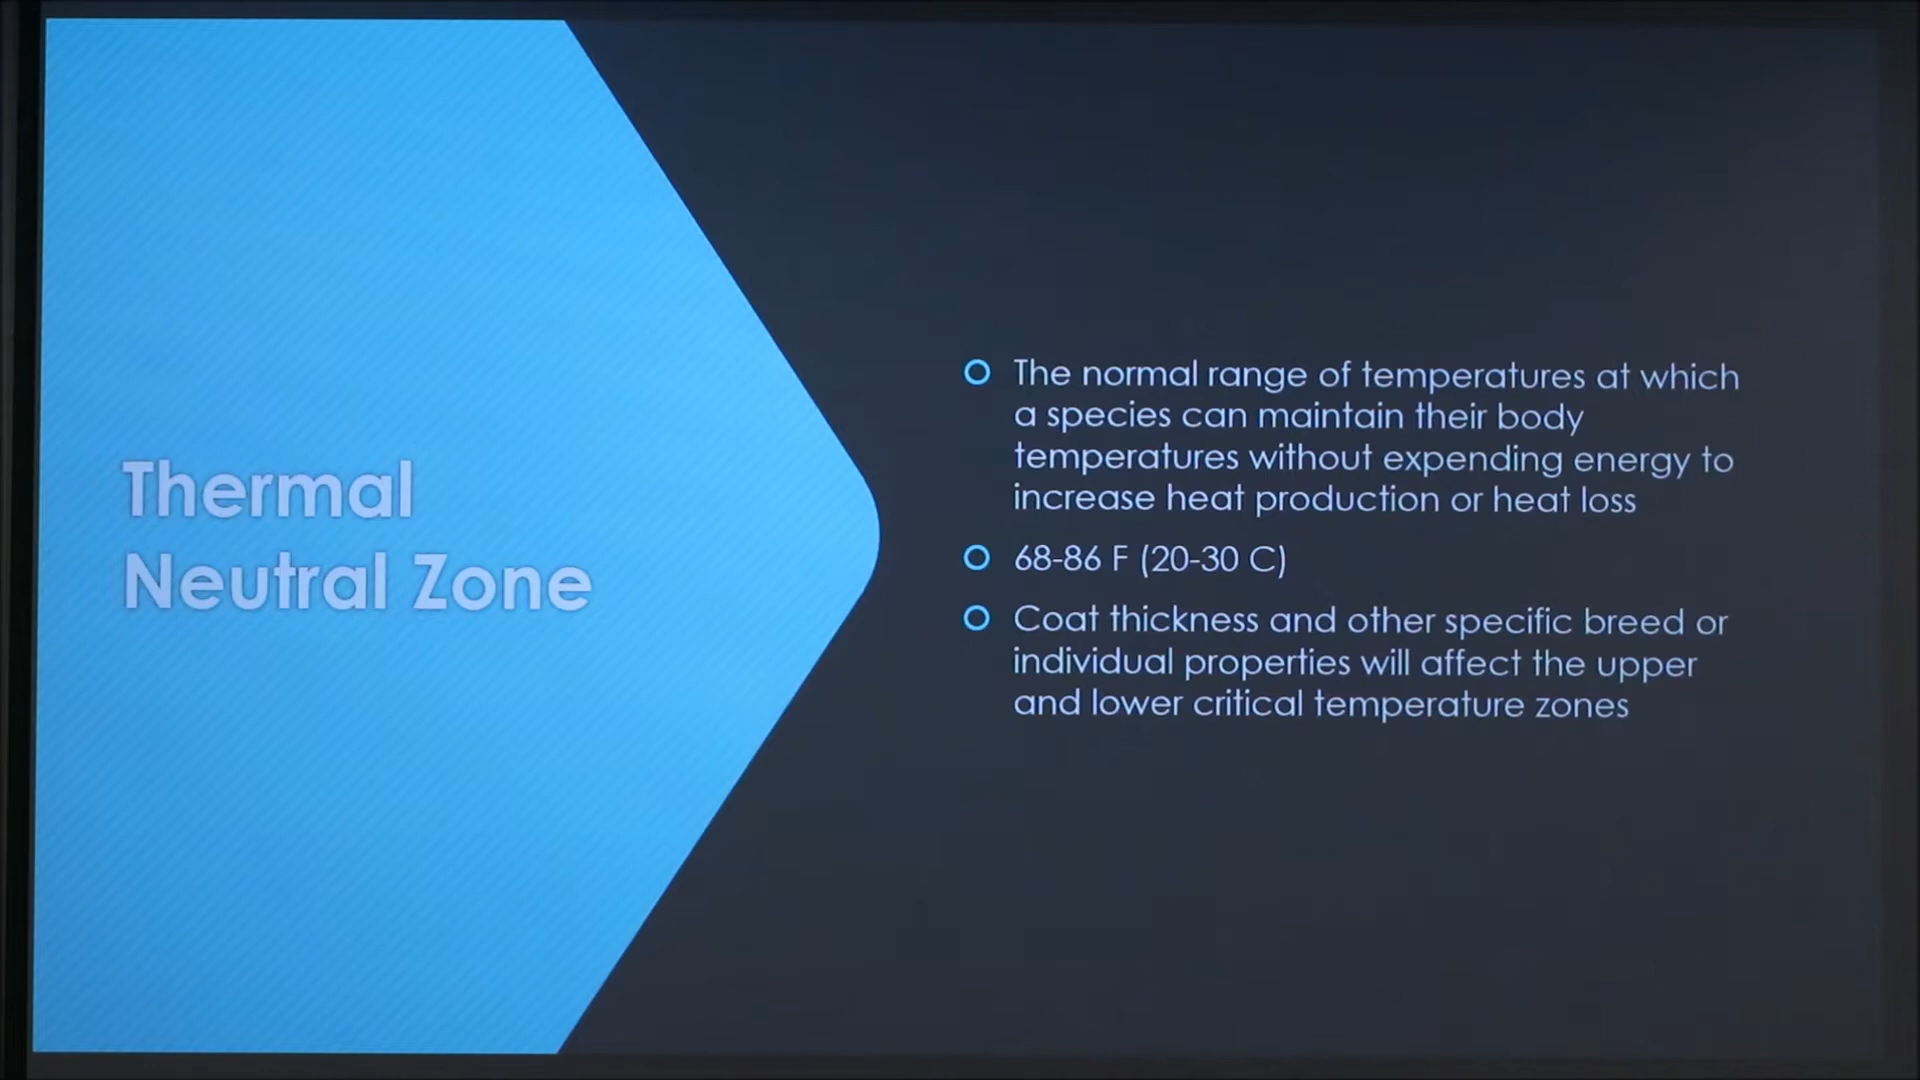 Thermal
Neutral Zone
The normal range of temperatures at which
a species can maintain their body
temperatures without expending energy to
increase heat production or heat loss
68-86 F (20-30 C)
Coat thickness and other specific breed or
individual properties will affect the upper
and lower critical temperature zones